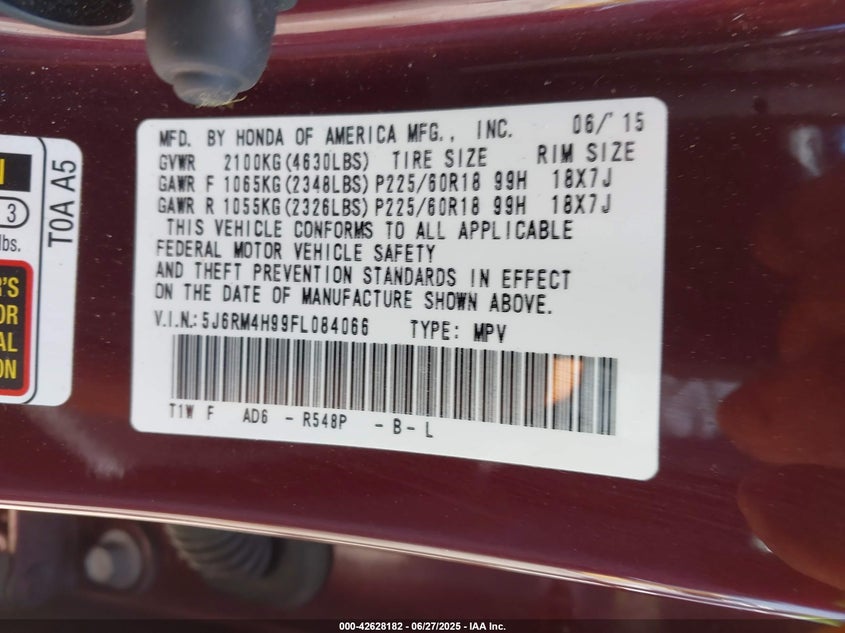 MFD. BY HONDA OF AMERICA MFG., INC. 06/'15
GVWR 2100KG(4630LBS) TIRE SIZE RIM SIZE
GAWR F 1065KG(2348LBS) P225/60R18 99H 18X7J
GAWR R 1055KG(2326LBS) P225/60R18 99H 18X7J
THIS VEHICLE CONFORMS TO ALL APPLICABLE
FEDERAL MOTOR VEHICLE SAFETY
AND THEFT PREVENTION STANDARDS IN EFFECT
ON THE DATE OF MANUFACTURE SHOWN ABOVE.
V.I.N.:5J6RM4H99FL084066 TYPE: MPV
T1W F AD6 - R548P - B - L
T0A A5
3
lbs.
000-42628182 - 06/27/2025 - IAA Inc.